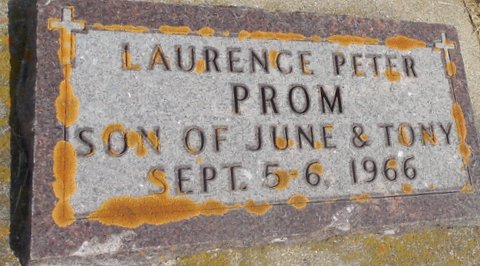 LAURENCE PETER
PROM
SON OF JUNE & TONY
SEPT. 5-6, 1966